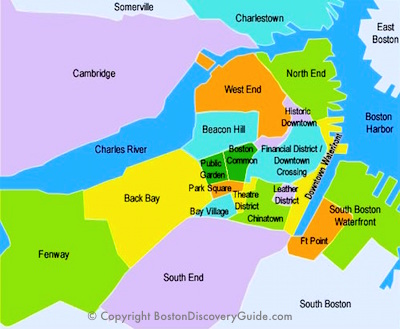 Somerville
Charlestown
East
Boston
Cambridge
North End
West End
Historic
Downtown
Boston
Harbor
Beacon Hill
Charles River
Boston
Common
Financial District /
Downtown
Crossing
Downtown Waterfront
Public
Garden
Park Square
Back Bay
Theatre
District
Leather
District
Bay Village
Chinatown
South Boston
Waterfront
Fenway
Ft Point
South End
South Boston
© Copyright BostonDiscoveryGuide.com